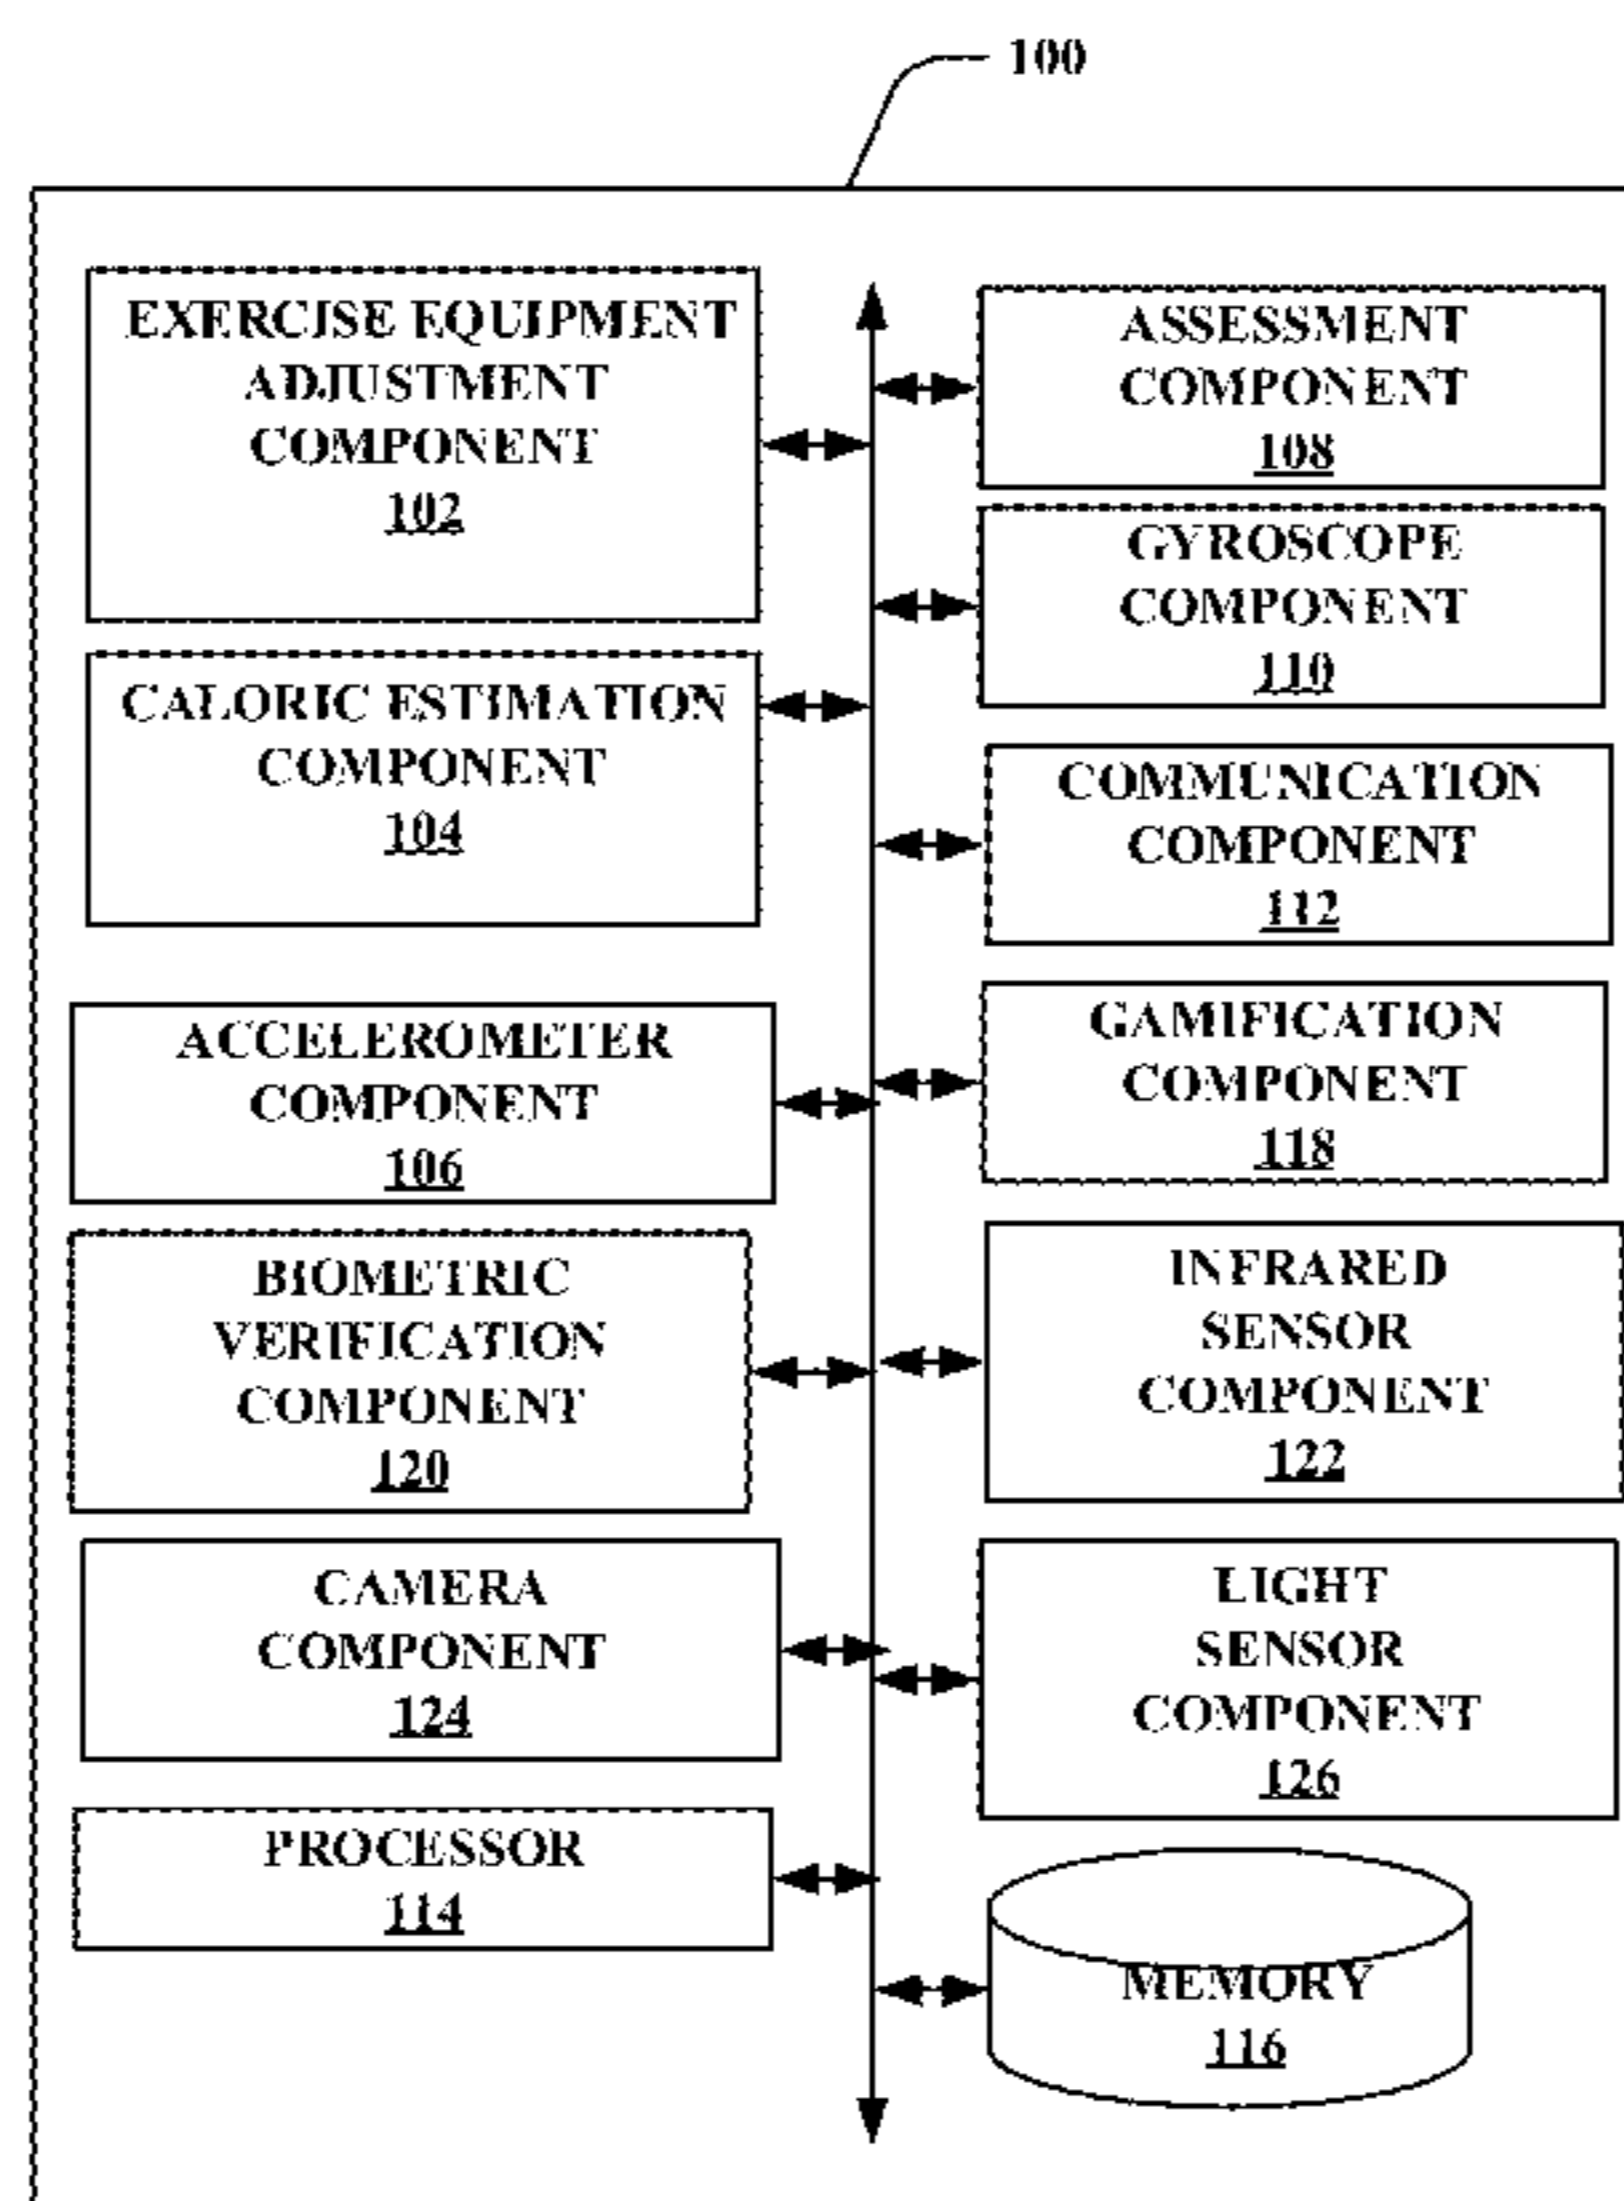 100
EXERCISE EQUIPMENT
ADJUSTMENT
COMPONENT
102
CALORIC ESTIMATION
COMPONENT
104
ACCELEROMETER
COMPONENT
106
BIOMETRIC
VERIFICATION
COMPONENT
120
CAMERA
COMPONENT
124
PROCESSOR
114
ASSESSMENT
COMPONENT
108
GYROSCOPE
COMPONENT
110
COMMUNICATION
COMPONENT
112
GAMIFICATION
COMPONENT
118
INFRARED
SENSOR
COMPONENT
122
LIGHT
SENSOR
COMPONENT
126
MEMORY
116